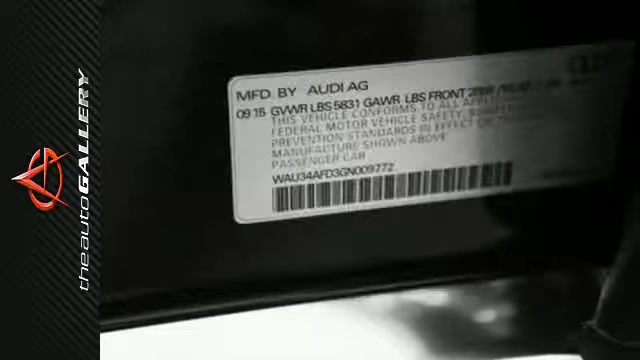 theautoGALLERY
MFD. BY AUDI AG
09 15 GVWR LBS 5831 GAWR LBS FRONT
THIS VEHICLE CONFORMS TO ALL
FEDERAL MOTOR VEHICLE SAFETY,
PREVENTION STANDARDS IN EFFECT
MANUFACTURE SHOWN ABOVE
PASSENGER CAR
WAU34AFD3GN009772